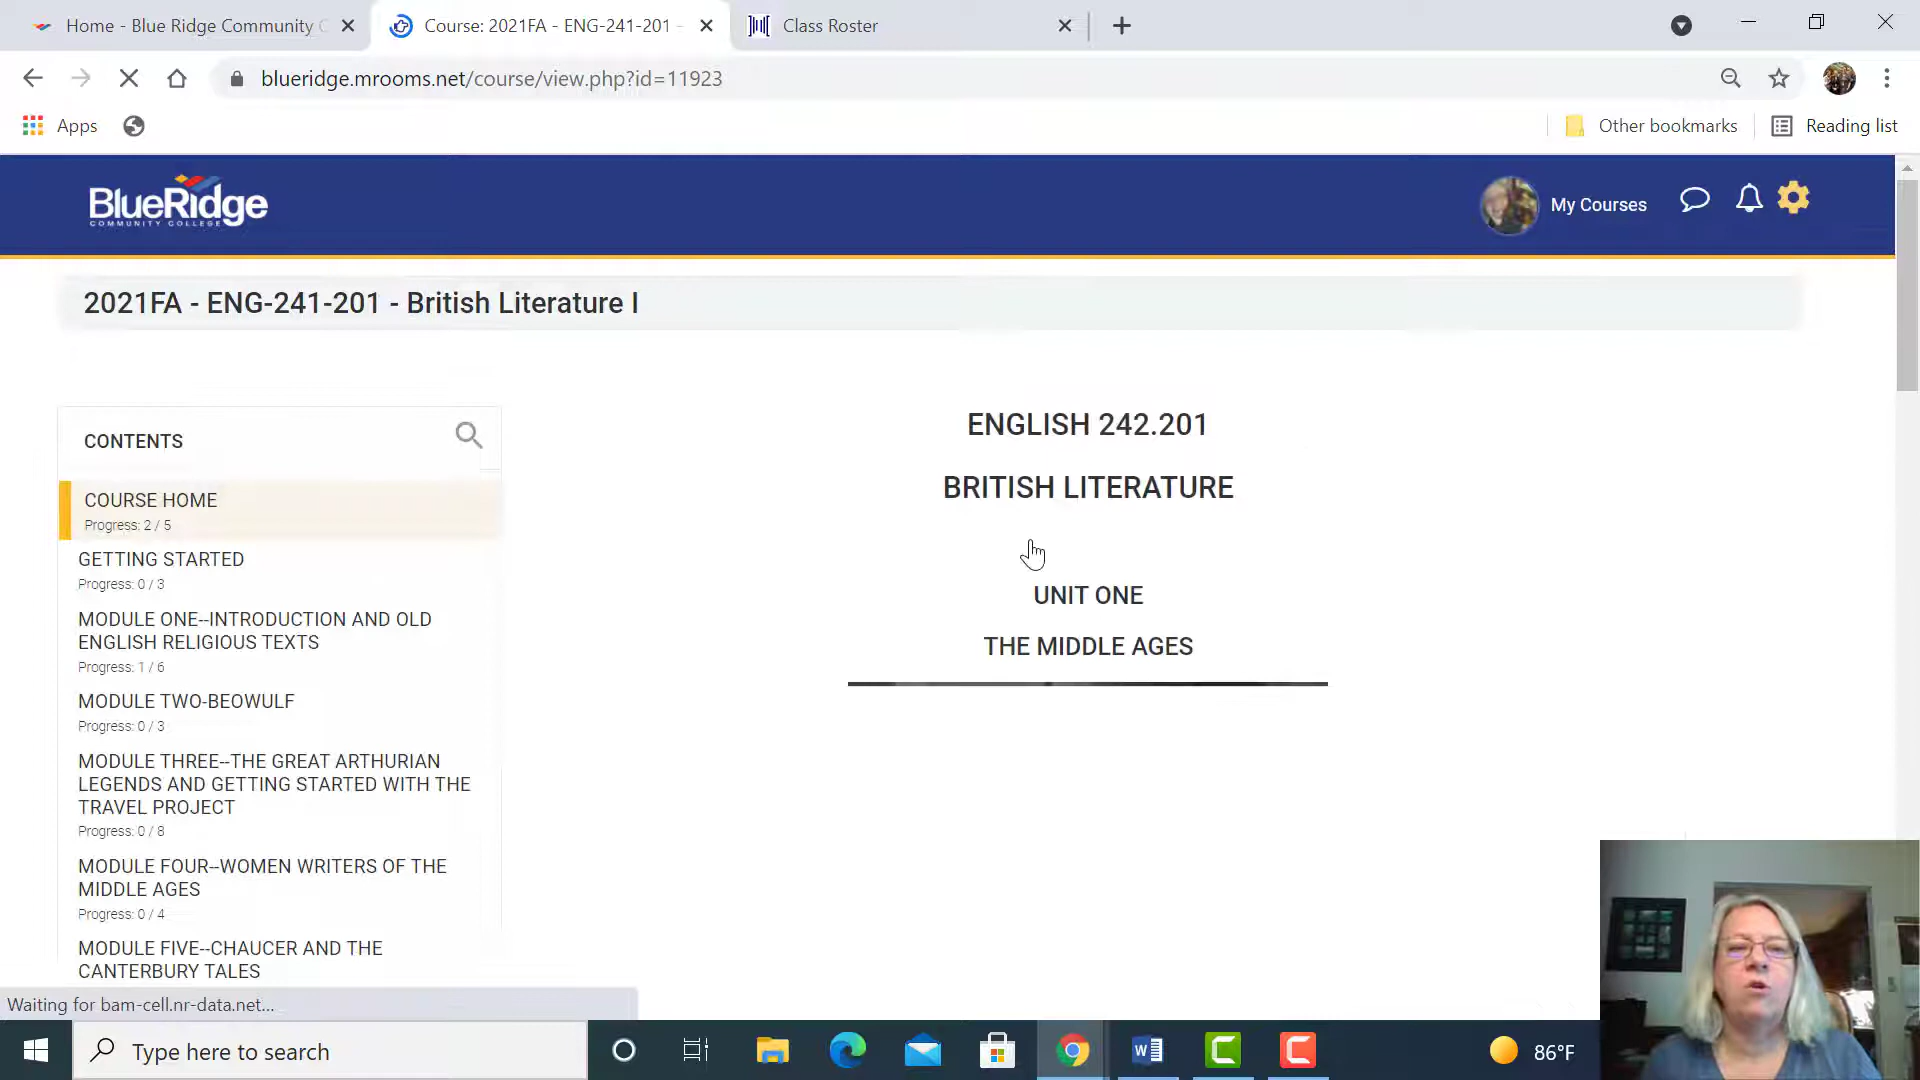 Home - Blue Ridge Community C
Course: 2021FA - ENG-241-201 -
Class Roster
blueridge.mrooms.net/course/view.php?id=11923
Apps
Other bookmarks
Reading list
BlueRidge
COMMUNITY COLLEGE
My Courses
2021FA - ENG-241-201 - British Literature I
CONTENTS
COURSE HOME
Progress: 2 / 5
GETTING STARTED
Progress: 0 / 3
MODULE ONE--INTRODUCTION AND OLD
ENGLISH RELIGIOUS TEXTS
Progress: 1 / 6
MODULE TWO-BEOWULF
Progress: 0 / 3
MODULE THREE--THE GREAT ARTHURIAN
LEGENDS AND GETTING STARTED WITH THE
TRAVEL PROJECT
Progress: 0 / 8
MODULE FOUR--WOMEN WRITERS OF THE
MIDDLE AGES
Progress: 0 / 4
MODULE FIVE--CHAUCER AND THE
CANTERBURY TALES
ENGLISH 242.201
BRITISH LITERATURE
UNIT ONE
THE MIDDLE AGES
Waiting for bam-cell.nr-data.net...
Type here to search
86°F